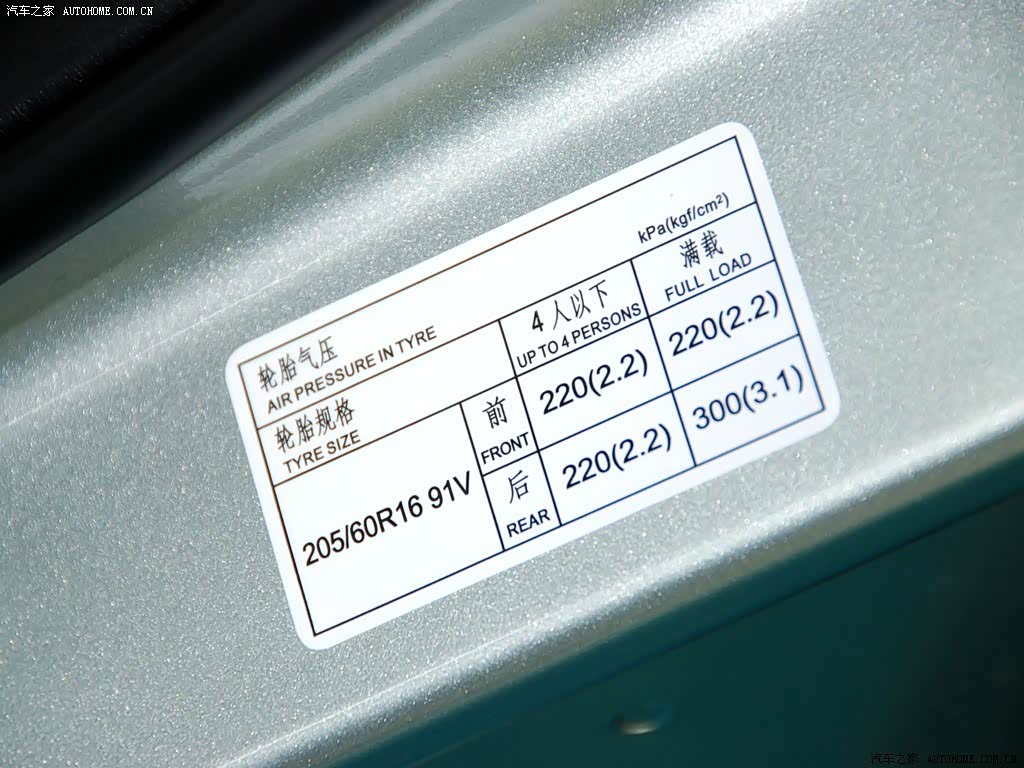 汽车之家 AUTOHOME.COM.CN
kPa(kgf/cm²)
轮胎气压
AIR PRESSURE IN TYRE
4 人以下
UP TO 4 PERSONS
满载
FULL LOAD
轮胎规格
TYRE SIZE
205/60R16 91V
前
FRONT
220(2.2)
220(2.2)
后
REAR
220(2.2)
300(3.1)
汽车之家 AUTOHOME.COM.CN